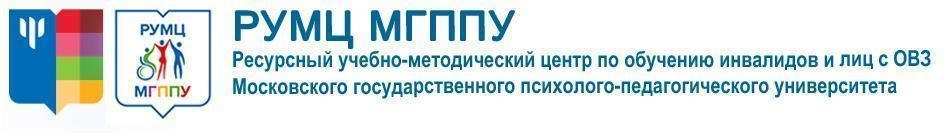 РУМЦ
МГППУ
РУМЦ МГППУ
Ресурсный учебно-методический центр по обучению инвалидов и лиц с ОВЗ
Московского государственного психолого-педагогического университета